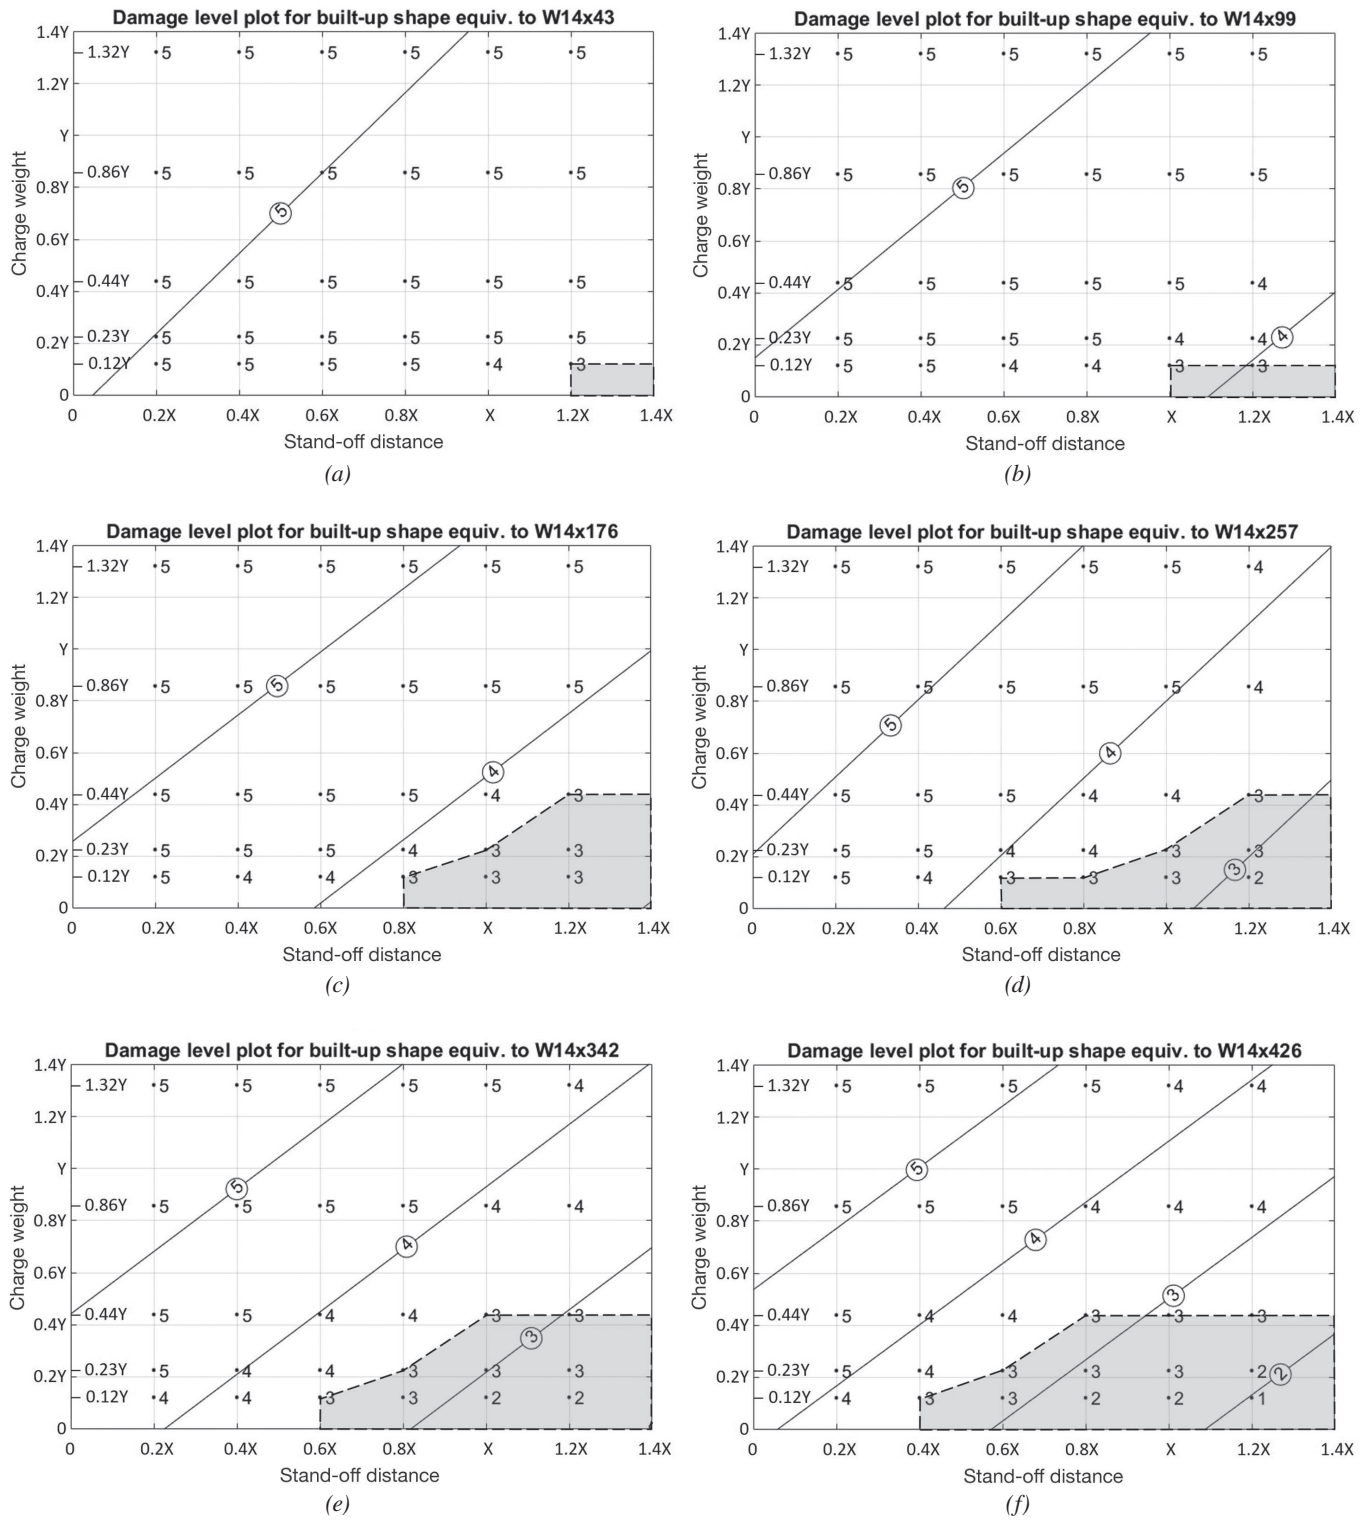 Damage level plot for built-up shape equiv. to W14x43
1.4Y
1.32Y 5 5 5 5 5 5
1.2Y
Y
0.86Y 5 5 5 5 5 5
0.8Y
5
0.6Y
0.44Y 5 5 5 5 5 5
0.4Y
0.23Y 5 5 5 5 5 5
0.2Y
0.12Y 5 5 5 5 4 3
0
0 0.2X 0.4X 0.6X 0.8X X 1.2X 1.4X
Charge weight
Stand-off distance
(a)
Damage level plot for built-up shape equiv. to W14x99
1.4Y
1.32Y 5 5 5 5 5 5
1.2Y
Y
0.86Y 5 5 5 5 5 5
0.8Y 5
0.6Y
0.44Y 5 5 5 5 5 4
0.4Y
0.23Y 5 5 5 5 4 4 4
0.2Y
0.12Y 5 5 4 4 3 3
0
0 0.2X 0.4X 0.6X 0.8X X 1.2X 1.4X
Charge weight
Stand-off distance
(b)
Damage level plot for built-up shape equiv. to W14x176
1.4Y
1.32Y 5 5 5 5 5 5
1.2Y
Y
0.86Y 5 5 5 5 5 5 5
0.8Y
0.6Y
4
0.44Y 5 5 5 5 4 3
0.4Y
0.23Y 5 5 5 4 3 3
0.2Y
0.12Y 5 4 4 3 3 3
0
0 0.2X 0.4X 0.6X 0.8X X 1.2X 1.4X
Charge weight
Stand-off distance
(c)
Damage level plot for built-up shape equiv. to W14x257
1.4Y
1.32Y 5 5 5 5 5 4
1.2Y
Y
0.86Y 5 5 5 5 5 4
0.8Y
5
0.6Y 4
0.44Y 5 5 5 4 4 3
0.4Y
0.23Y 5 5 4 4 3 3
0.2Y
3
0.12Y 5 4 3 3 3 2
0
0 0.2X 0.4X 0.6X 0.8X X 1.2X 1.4X
Charge weight
Stand-off distance
(d)
Damage level plot for built-up shape equiv. to W14x342
1.4Y
1.32Y 5 5 5 5 5 4
1.2Y
Y
5
0.86Y 5 5 5 5 4 4
0.8Y
4
0.6Y
0.44Y 5 5 4 4 3 3
0.4Y
3
0.23Y 5 4 4 3 3 3
0.2Y
0.12Y 4 4 3 3 2 2
0
0 0.2X 0.4X 0.6X 0.8X X 1.2X 1.4X
Charge weight
Stand-off distance
(e)
Damage level plot for built-up shape equiv. to W14x426
1.4Y
1.32Y 5 5 5 5 4 4
1.2Y
Y 5
0.86Y 5 5 5 4 4 4
0.8Y
4
0.6Y
3
0.44Y 5 4 4 3 3 3
0.4Y
0.23Y 5 4 3 3 3 2
0.2Y 2
0.12Y 4 3 3 2 2 1
0
0.2X 0.4X 0.6X 0.8X X 1.2X 1.4X
Charge weight
Stand-off distance
(f)